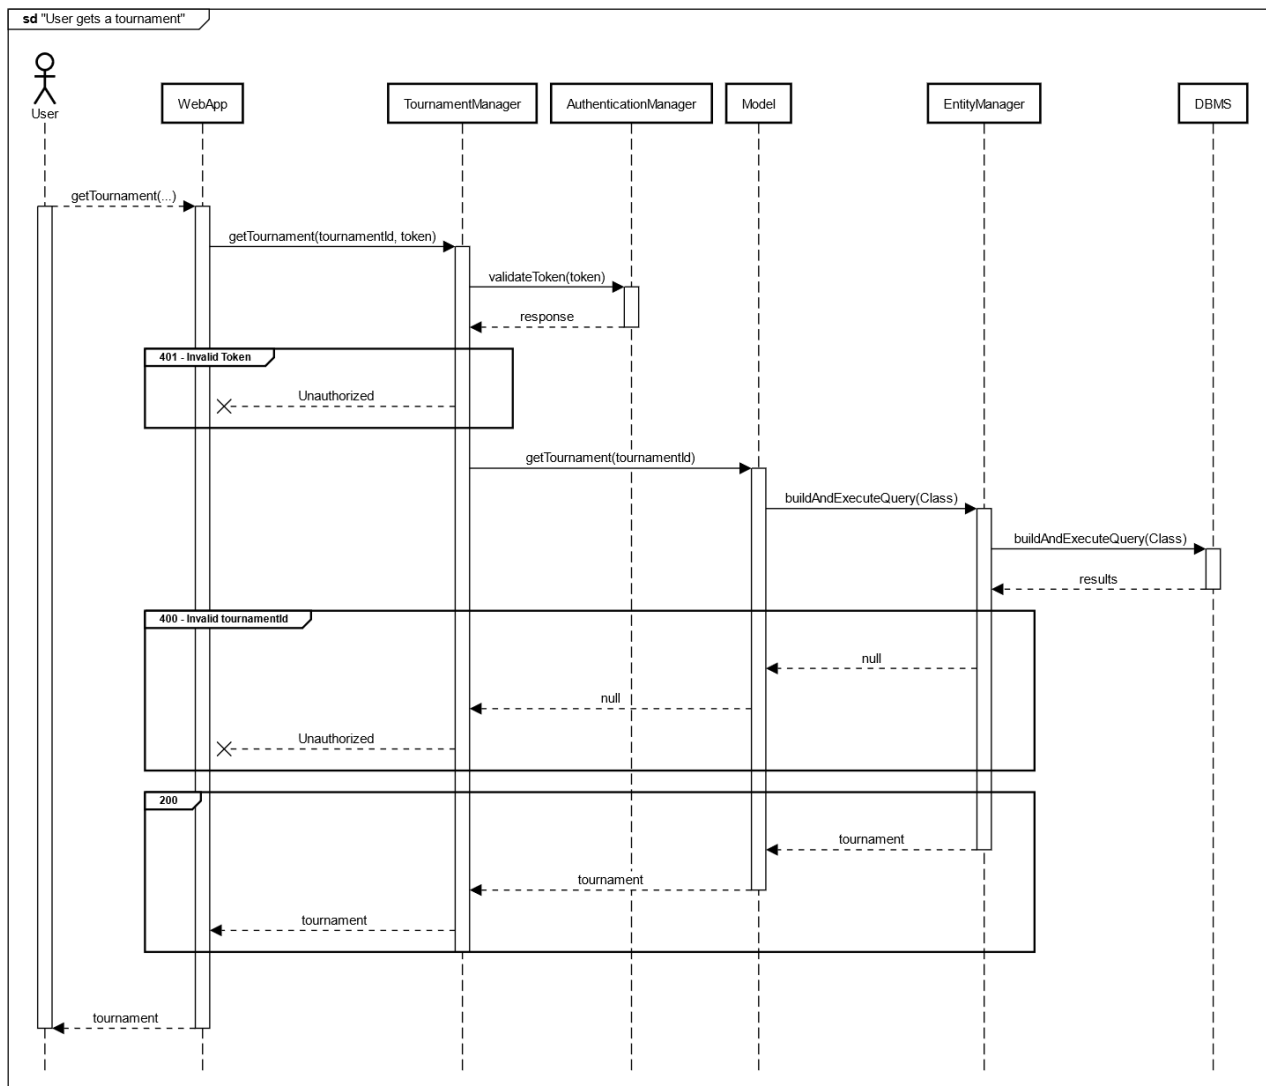 sd "User gets a tournament"
User
WebApp
TournamentManager
AuthenticationManager
Model
EntityManager
DBMS
getTournament(...)
getTournament(tournamentId, token)
validateToken(token)
response
401 - Invalid Token
Unauthorized
getTournament(tournamentId)
buildAndExecuteQuery(Class)
buildAndExecuteQuery(Class)
results
400 - Invalid tournamentId
null
null
Unauthorized
200
tournament
tournament
tournament
tournament